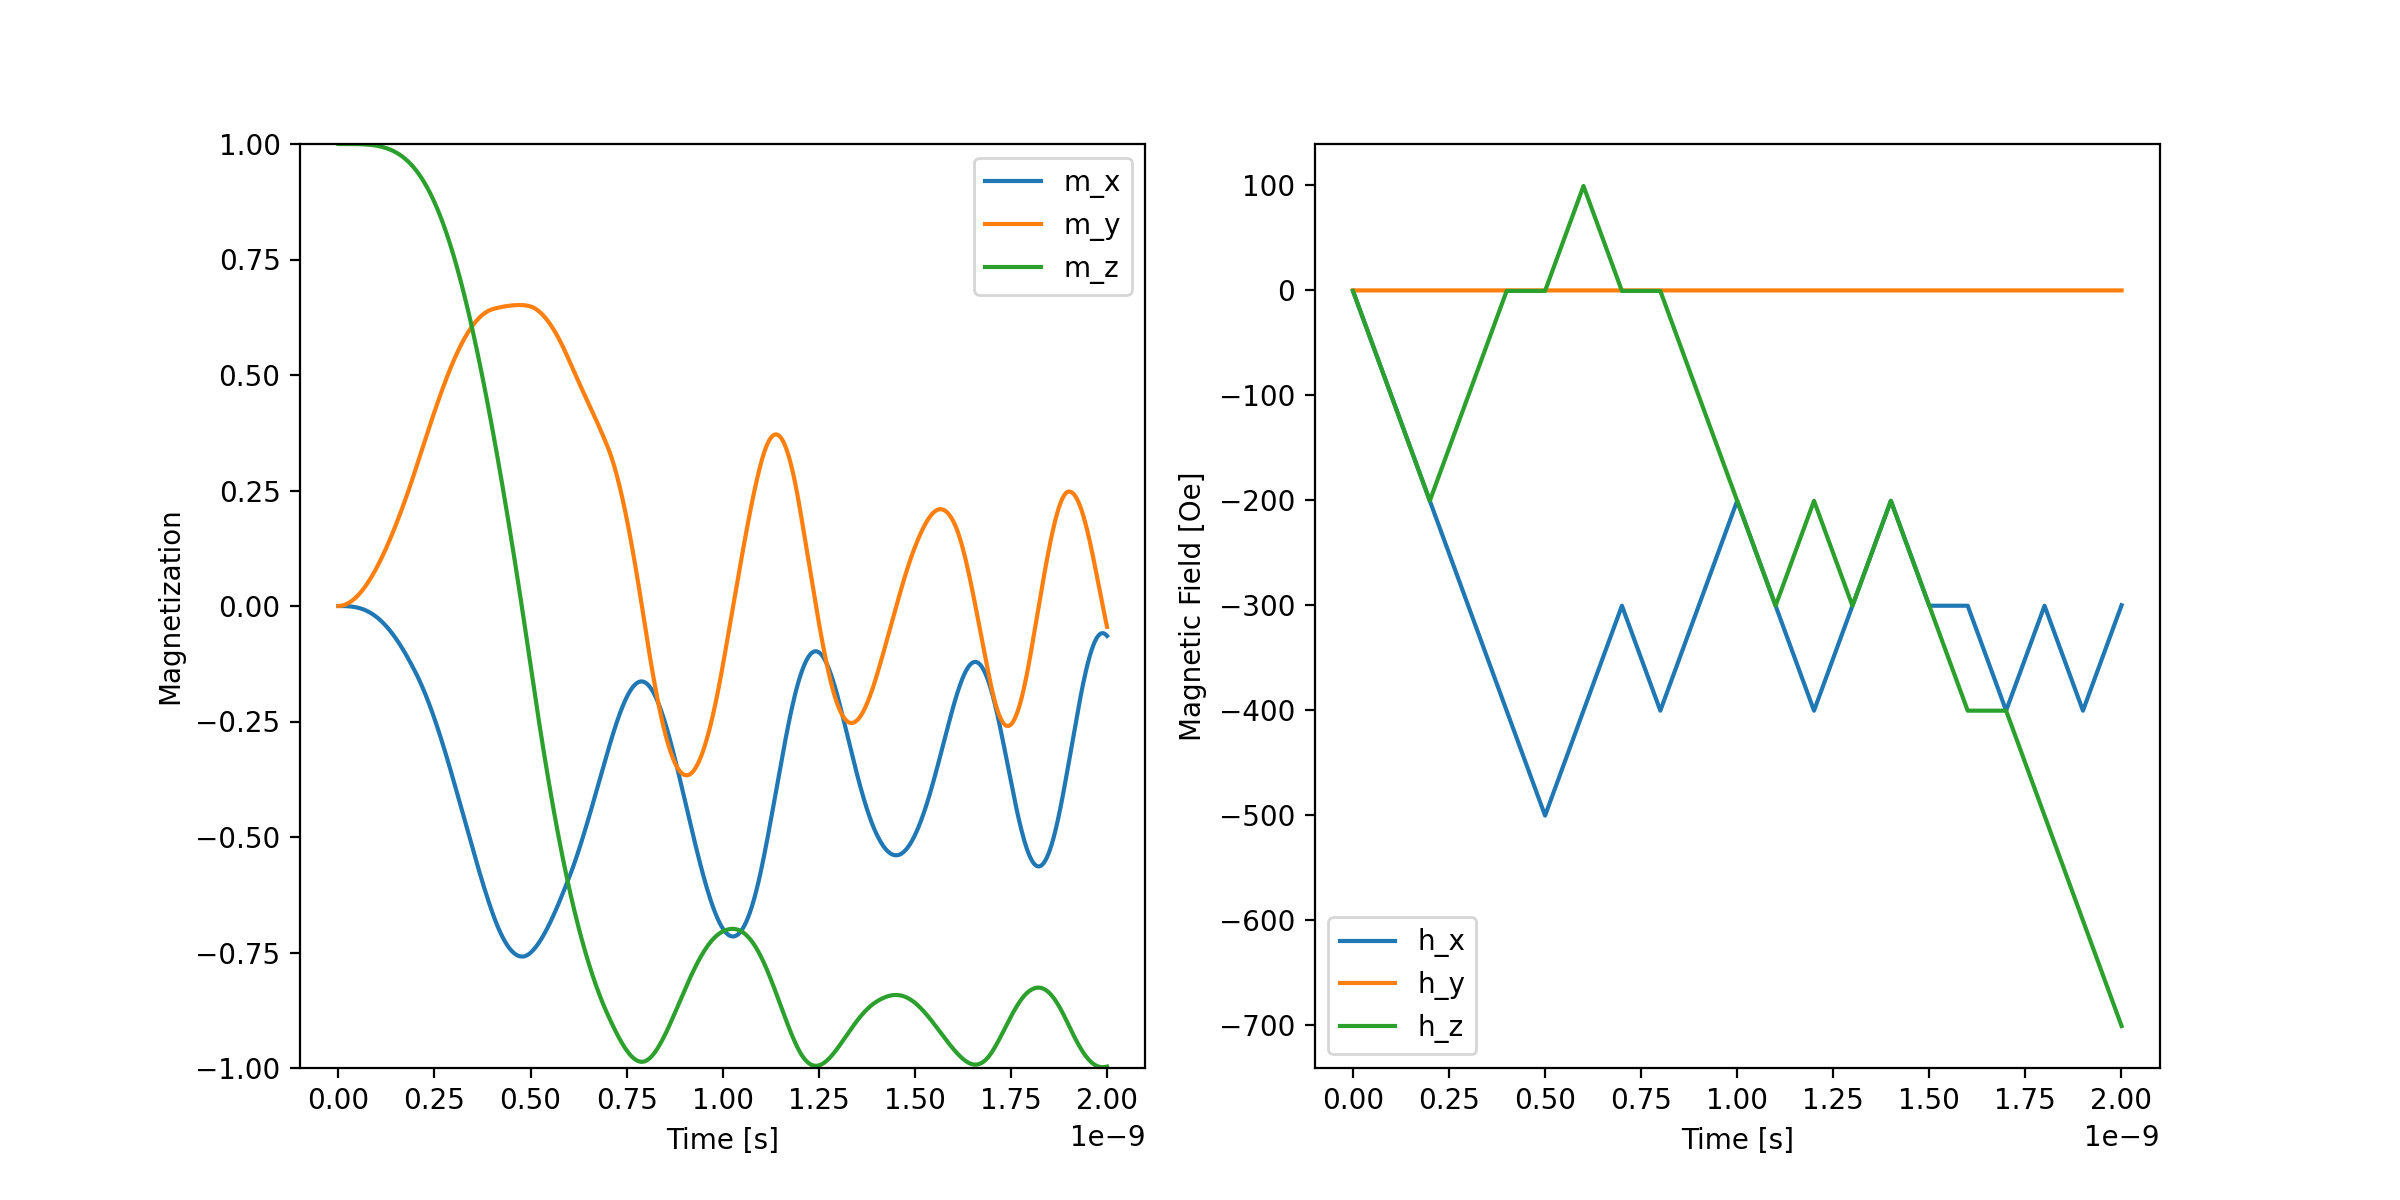 1.00
0.75
0.50
0.25
0.00
−0.25
−0.50
−0.75
−1.00
Magnetization
m_x
m_y
m_z
0.00 0.25 0.50 0.75 1.00 1.25 1.50 1.75 2.00
Time [s]
1e−9
100
0
−100
−200
−300
−400
−500
−600
−700
Magnetic Field [Oe]
h_x
h_y
h_z
0.00 0.25 0.50 0.75 1.00 1.25 1.50 1.75 2.00
Time [s]
1e−9